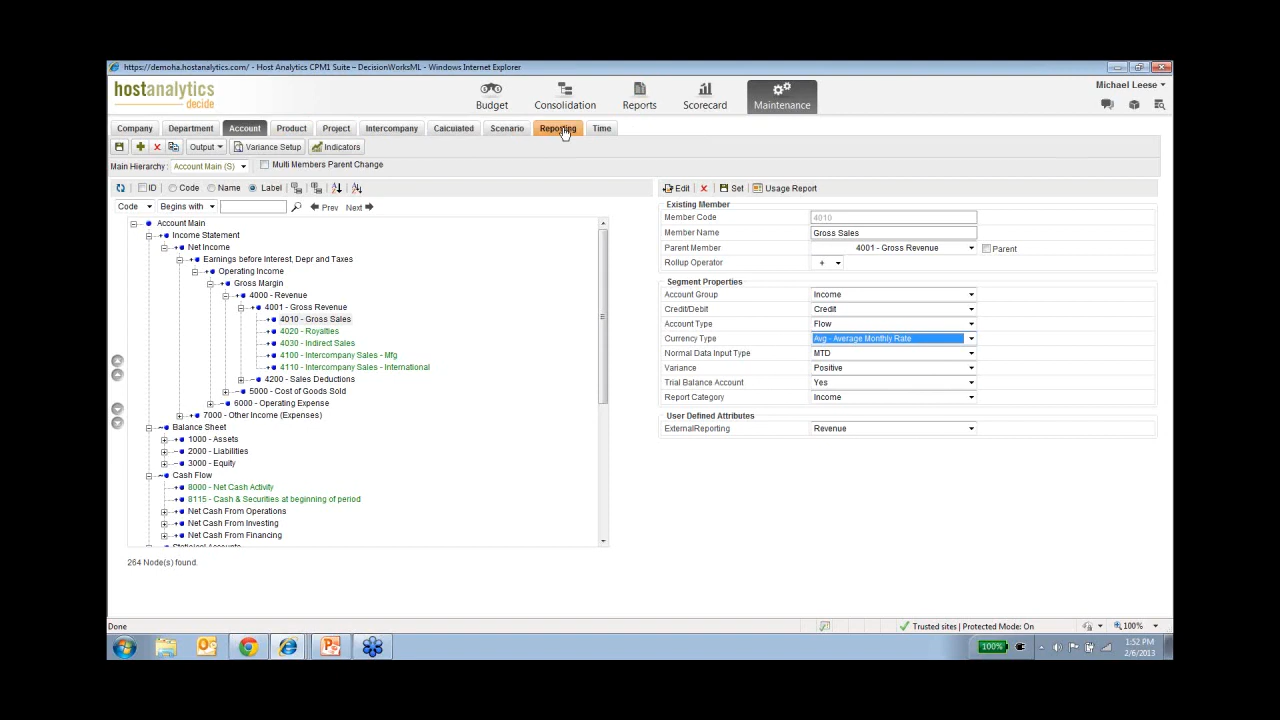 https://demoha.hostanalytics.com/ - Host Analytics CPM1 Suite – DecisionWorksML - Windows Internet Explorer
hostanalytics
decide
Budget
Consolidation
Reports
Scorecard
Maintenance
Michael Leese
Company
Department
Account
Product
Project
Intercompany
Calculated
Scenario
Reporting
Time
Output
Variance Setup
Indicators
Main Hierarchy: Account Main (S)
Multi Members Parent Change
ID
Code
Name
Label
Code
Begins with
Prev
Next
Account Main
Income Statement
Net Income
Earnings before Interest, Depr and Taxes
Operating Income
Gross Margin
4000 - Revenue
4001 - Gross Revenue
4010 - Gross Sales
4020 - Royalties
4030 - Indirect Sales
4100 - Intercompany Sales - Mfg
4110 - Intercompany Sales - International
4200 - Sales Deductions
5000 - Cost of Goods Sold
6000 - Operating Expense
7000 - Other Income (Expenses)
Balance Sheet
1000 - Assets
2000 - Liabilities
3000 - Equity
Cash Flow
8000 - Net Cash Activity
8115 - Cash & Securities at beginning of period
Net Cash From Operations
Net Cash From Investing
Net Cash From Financing
Statistical Accounts
264 Node(s) found.
Edit
Set
Usage Report
Existing Member
Member Code 4010
Member Name Gross Sales
Parent Member 4001 - Gross Revenue Parent
Rollup Operator +
Segment Properties
Account Group Income
Credit/Debit Credit
Account Type Flow
Currency Type Avg - Average Monthly Rate
Normal Data Input Type MTD
Variance Positive
Trial Balance Account Yes
Report Category Income
User Defined Attributes
ExternalReporting Revenue
Done
Trusted sites | Protected Mode: On
100%
100%
1:52 PM
2/6/2013